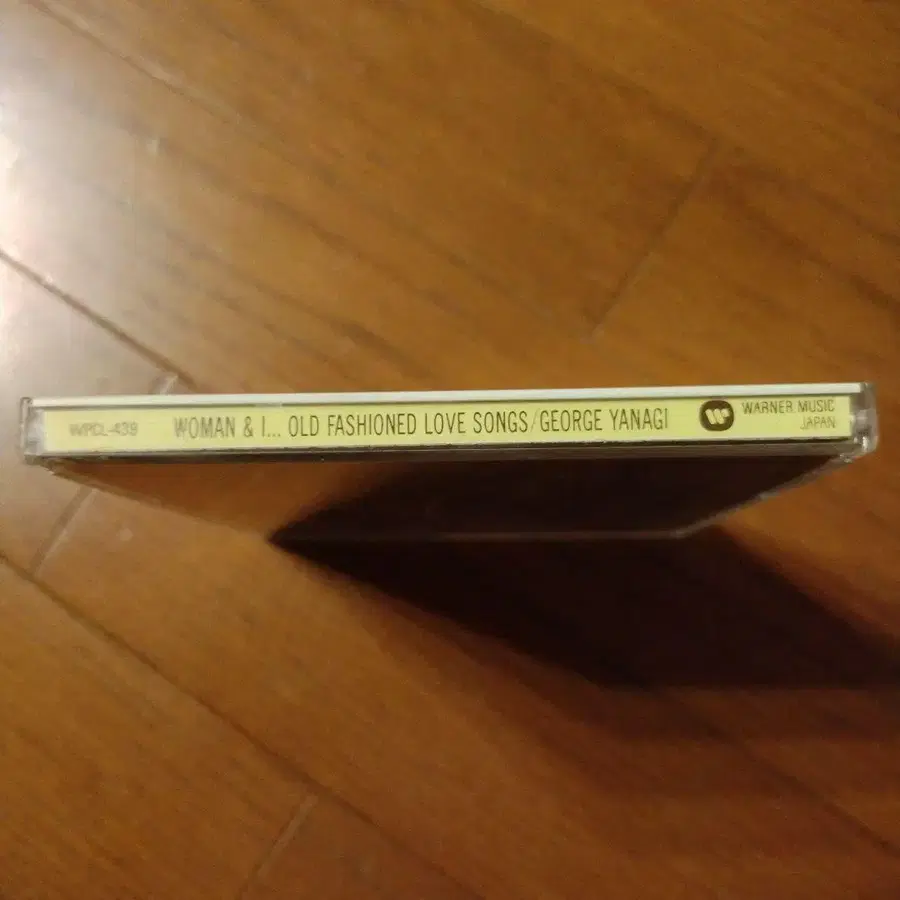 WPCL-439 WOMAN & I... OLD FASHIONED LOVE SONGS/GEORGE YANAGI WARNER MUSIC
JAPAN